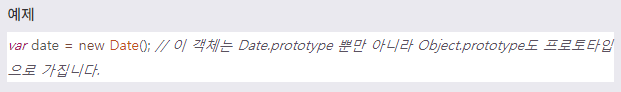 예제
var date = new Date(); // 이 객체는 Date.prototype 뿐만 아니라 Object.prototype도 프로토타입
으로 가집니다.